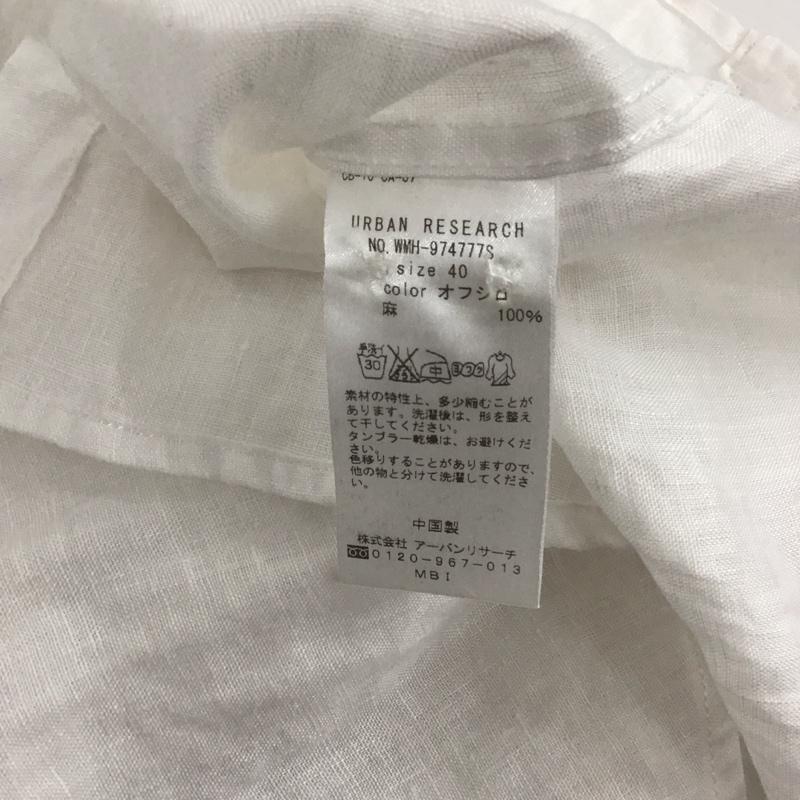 URBAN RESEARCH
NO. WMH-974777S
size 40
color オフシロ
麻 100%
手洗イ
30
中
素材の特性上、多少縮むことが
あります。洗濯後は、形を整え
て干してください。
タンブラー乾燥は、お避けくだ
さい。
色移りすることがありますので、
他の物と分けて洗濯してくださ
い。
中国製
株式会社 アーバンリサーチ
0120-967-013
MBI